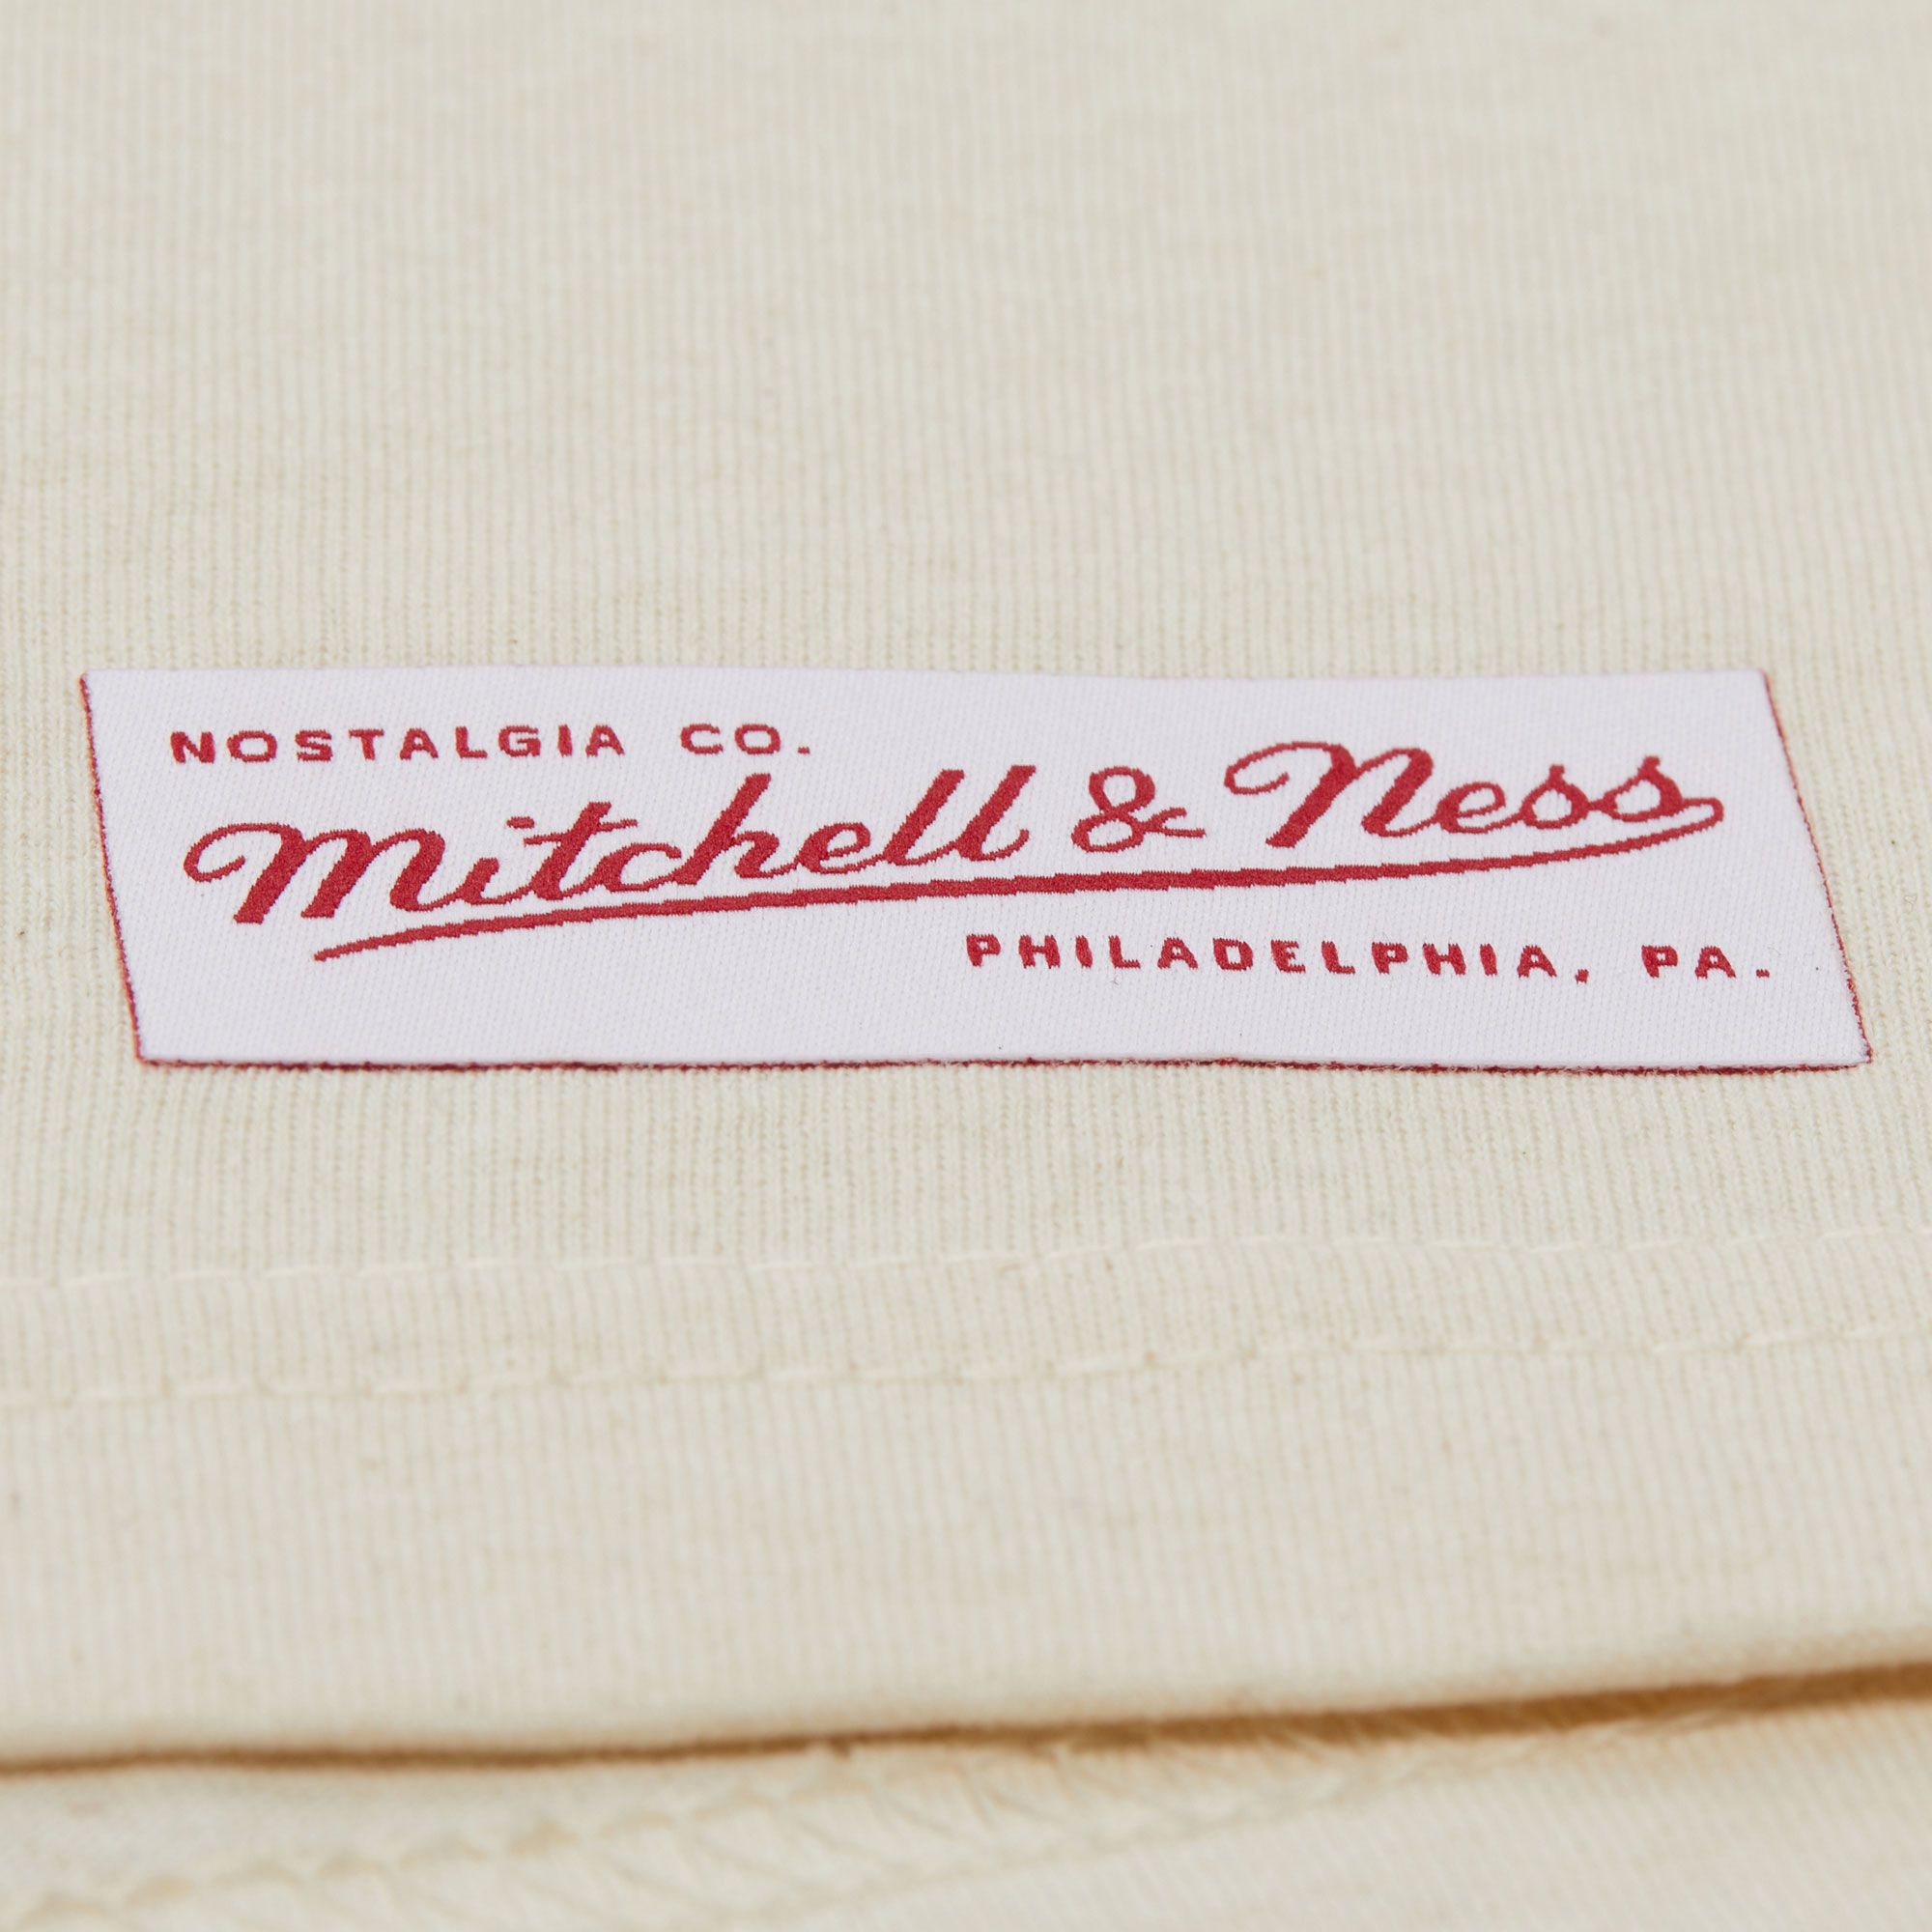 NOSTALGIA CO.
Mitchell & Ness
PHILADELPHIA, PA.